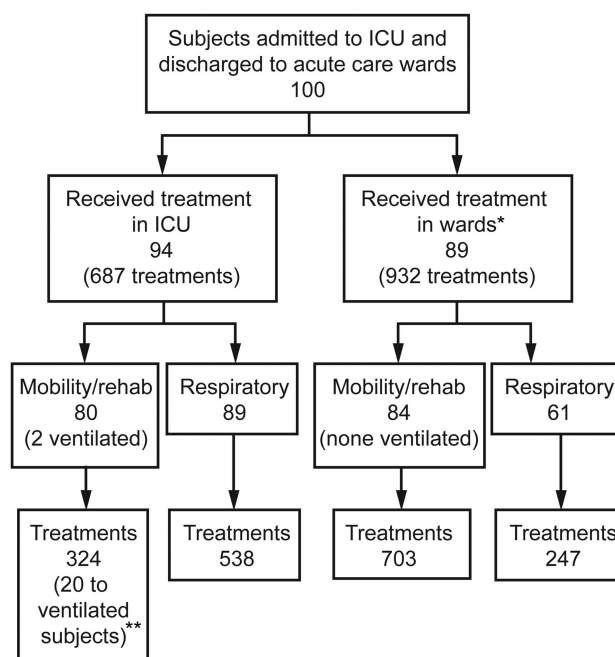 Subjects admitted to ICU and
discharged to acute care wards
100
Received treatment
in ICU
94
(687 treatments)
Received treatment
in wards*
89
(932 treatments)
Mobility/rehab
80
(2 ventilated)
Respiratory
89
Mobility/rehab
84
(none ventilated)
Respiratory
61
Treatments
324
(20 to
ventilated
subjects)**
Treatments
538
Treatments
703
Treatments
247